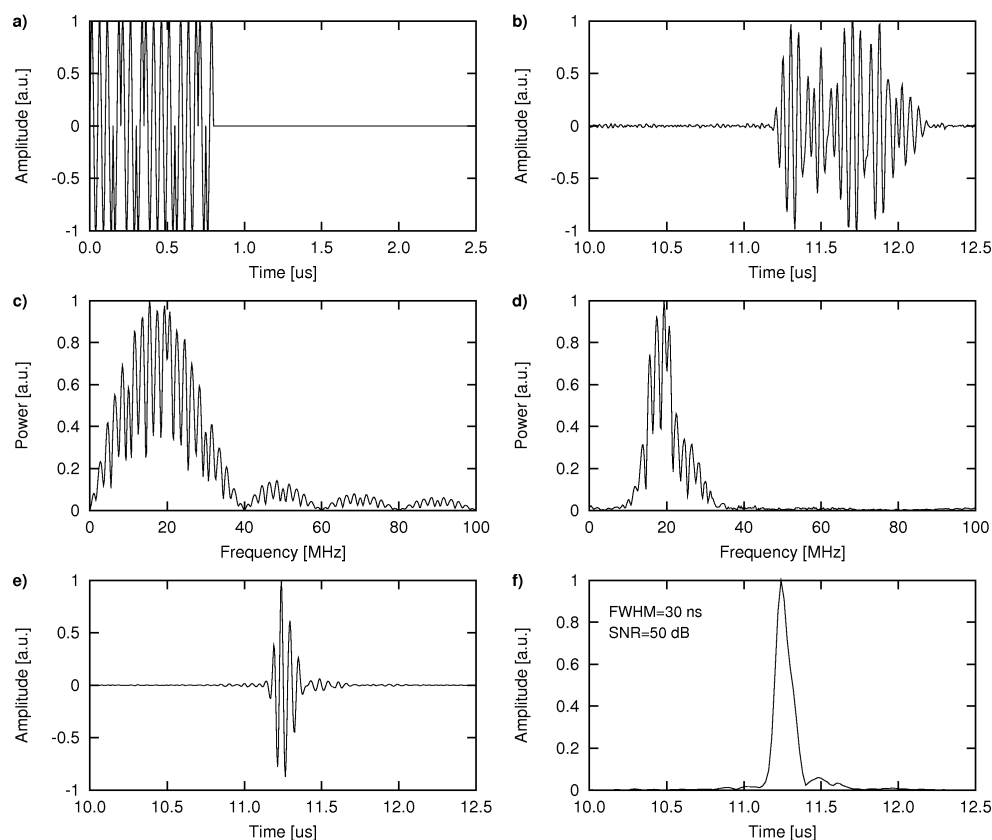 a)
1
0.5
0
-0.5
-1
Amplitude [a.u.]
0.0 0.5 1.0 1.5 2.0 2.5
Time [us]
b)
1
0.5
0
-0.5
-1
Amplitude [a.u.]
10.0 10.5 11.0 11.5 12.0 12.5
Time [us]
c)
1
0.8
0.6
0.4
0.2
0
Power [a.u.]
0 20 40 60 80 100
Frequency [MHz]
d)
1
0.8
0.6
0.4
0.2
0
Power [a.u.]
0 20 40 60 80 100
Frequency [MHz]
e)
1
0.5
0
-0.5
-1
Amplitude [a.u.]
10.0 10.5 11.0 11.5 12.0 12.5
Time [us]
f)
1
0.8
0.6
0.4
0.2
0
Amplitude [a.u.]
FWHM=30 ns
SNR=50 dB
10.0 10.5 11.0 11.5 12.0 12.5
Time [us]